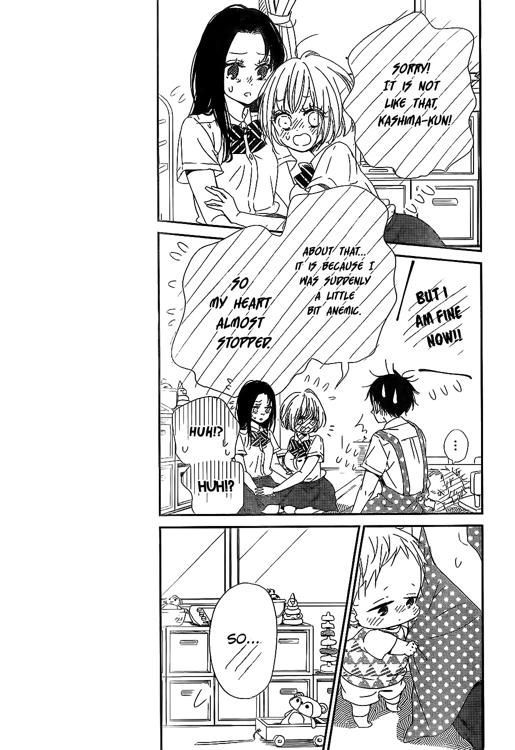 SORRY!
IT IS NOT
LIKE THAT,
KASHIMA-KUN!
ABOUT THAT...
IT IS BECAUSE I
WAS SUDDENLY
A LITTLE
BIT ANEMIC.
SO
MY HEART
ALMOST
STOPPED.
BUT I
AM FINE
NOW!!
HUH!?
HUH!?
...
SO...